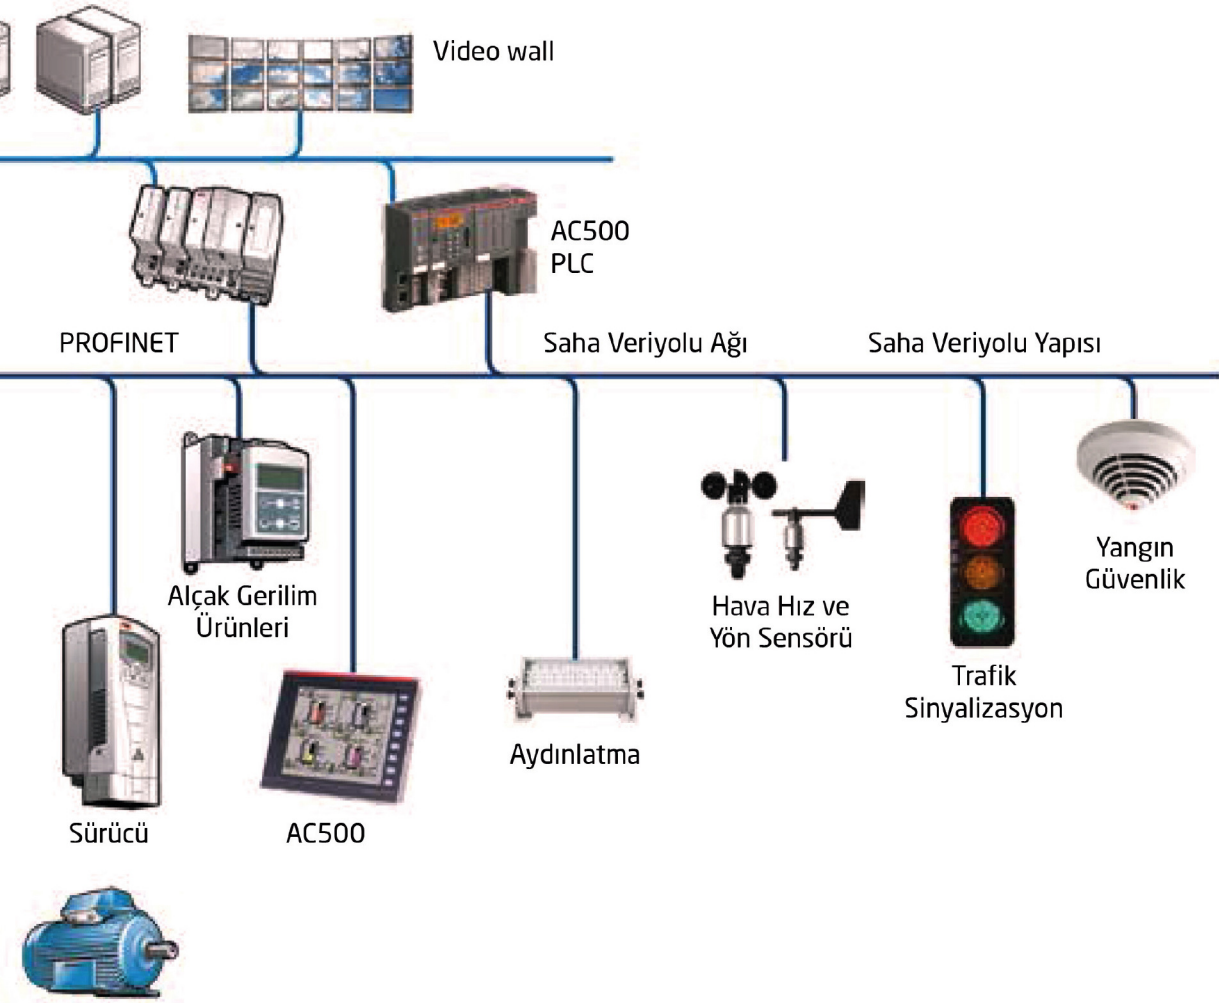 Video wall
AC500
PLC
PROFINET
Saha Veriyolu Ağı
Saha Veriyolu Yapısı
Alçak Gerilim
Ürünleri
Hava Hız ve
Yön Sensörü
Yangın
Güvenlik
Trafik
Sinyalizasyon
Aydınlatma
Sürücü
AC500